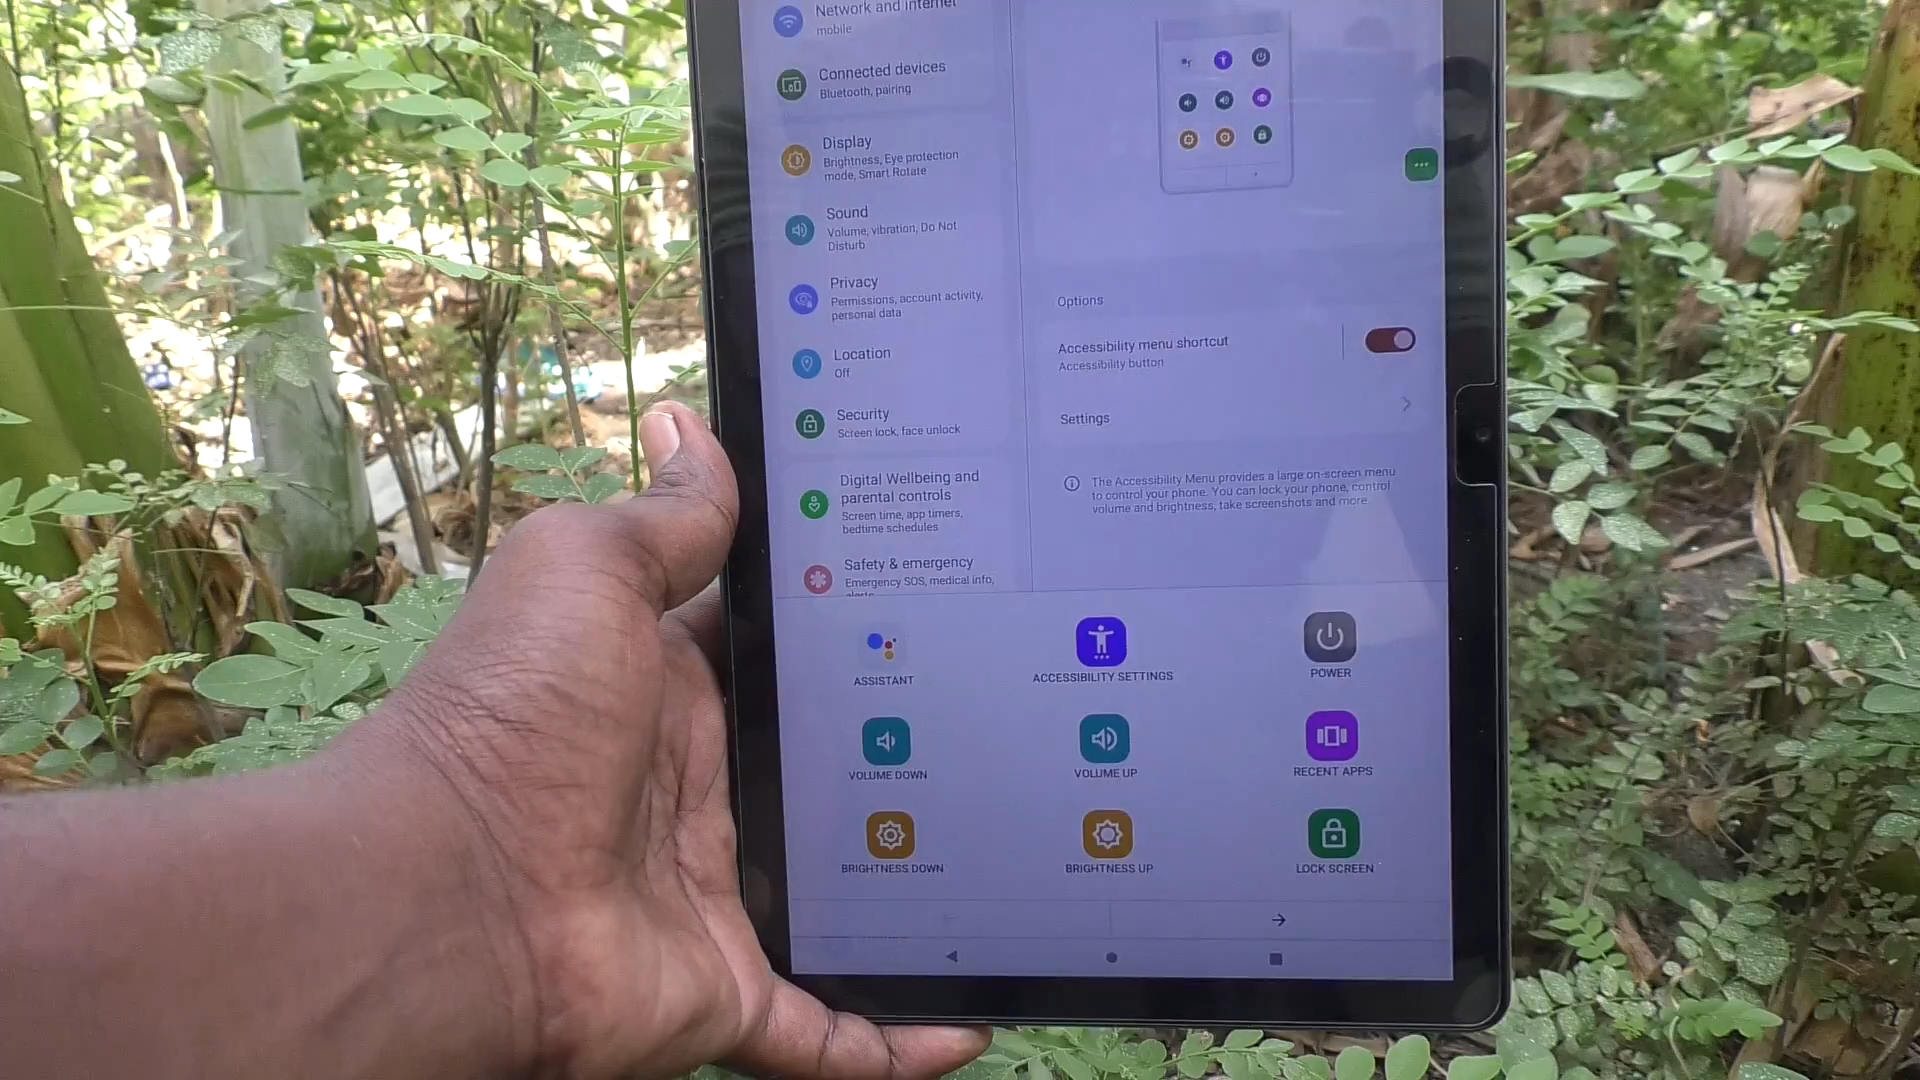 Network and internet
mobile
Connected devices
Bluetooth, pairing
Display
Brightness, Eye protection
mode, Smart Rotate
Sound
Volume, vibration, Do Not
Disturb
Privacy
Permissions, account activity,
personal data
Location
Off
Security
Screen lock, face unlock
Digital Wellbeing and
parental controls
Screen time, app timers,
bedtime schedules
Safety & emergency
Emergency SOS, medical info,
alerts
Options
Accessibility menu shortcut
Accessibility button
Settings
The Accessibility Menu provides a large on-screen menu
to control your phone. You can lock your phone, control
volume and brightness, take screenshots and more.
ASSISTANT
ACCESSIBILITY SETTINGS
POWER
VOLUME DOWN
VOLUME UP
RECENT APPS
BRIGHTNESS DOWN
BRIGHTNESS UP
LOCK SCREEN